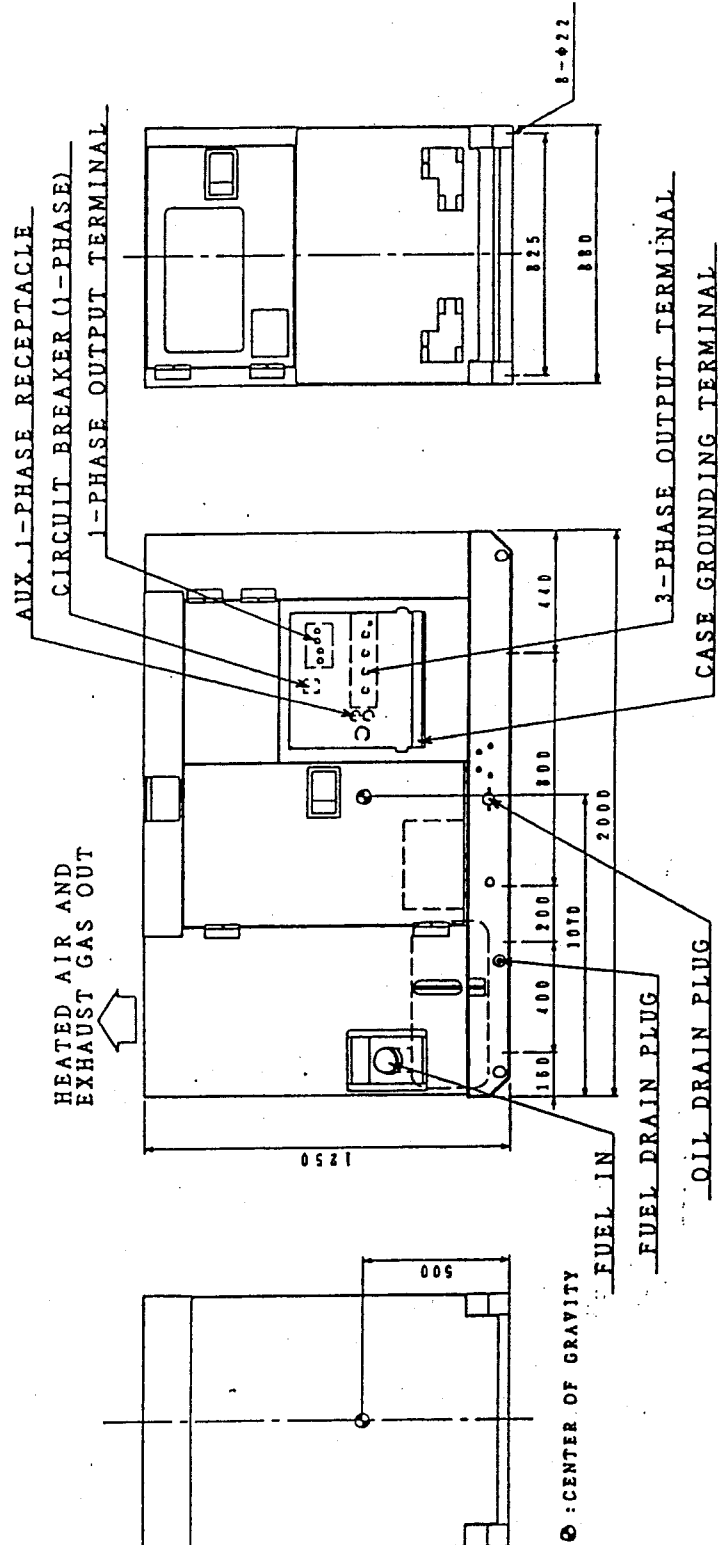 HEATED AIR AND
EXHAUST GAS OUT
AUX. 1-PHASE RECEPTACLE
CIRCUIT BREAKER (1-PHASE)
1-PHASE OUTPUT TERMINAL
1250
500
160
400
200
800
440
1070
2000
825
880
8-Φ22
⊕ :CENTER OF GRAVITY
FUEL IN
FUEL DRAIN PLUG
OIL DRAIN PLUG
3-PHASE OUTPUT TERMINAL
CASE GROUNDING TERMINAL